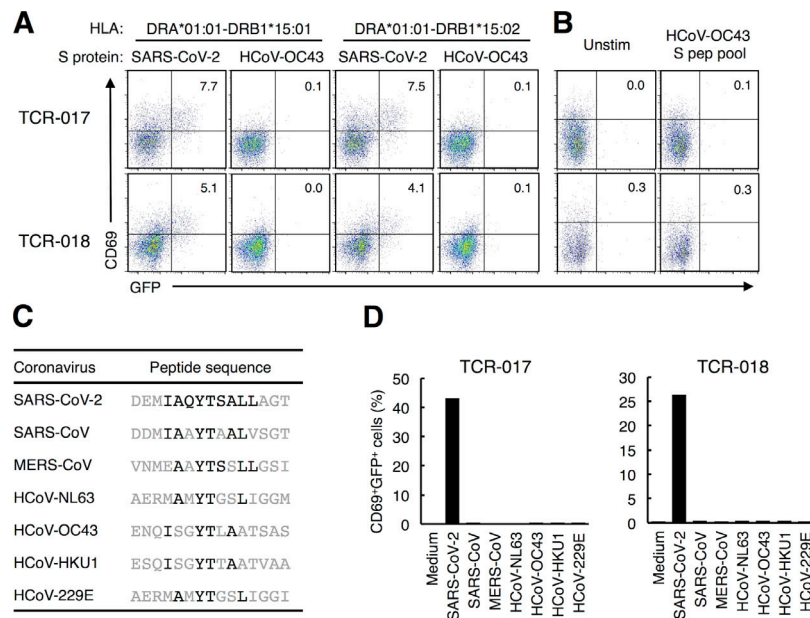 A
HLA: DRA*01:01-DRB1*15:01 DRA*01:01-DRB1*15:02
S protein: SARS-CoV-2 HCoV-OC43 SARS-CoV-2 HCoV-OC43
TCR-017 7.7 0.1 7.5 0.1
TCR-018 5.1 0.0 4.1 0.1
CD69
GFP
B
Unstim HCoV-OC43
S pep pool
0.0 0.1
0.3 0.3
C
Coronavirus Peptide sequence
SARS-CoV-2 DEMIAQYTSALLAGT
SARS-CoV DDMIAAYTAALVSGT
MERS-CoV VNMEAAYTSSLLGSI
HCoV-NL63 AERMAMYTGSLIGGM
HCoV-OC43 ENQISGYTLAATSAS
HCoV-HKU1 ESQISGYTTAATVAA
HCoV-229E AERMAMYTGSLIGGI
D
TCR-017
CD69+GFP+ cells (%)
50
40
30
20
10
0
Medium
SARS-CoV-2
SARS-CoV
MERS-CoV
HCoV-NL63
HCoV-OC43
HCoV-HKU1
HCoV-229E
TCR-018
30
25
20
15
10
5
0
Medium
SARS-CoV-2
SARS-CoV
MERS-CoV
HCoV-NL63
HCoV-OC43
HCoV-HKU1
HCoV-229E